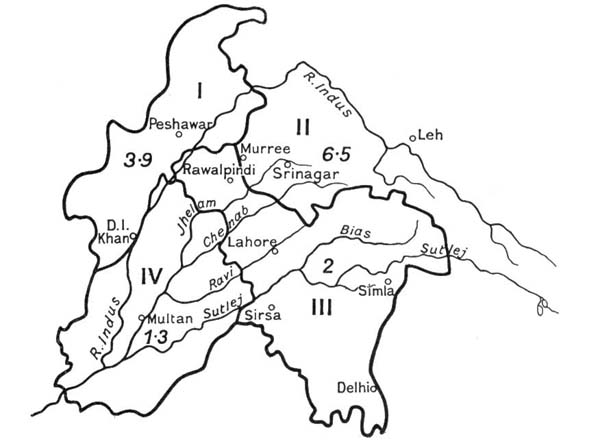 I
R. Indus
Peshawar
II
Leh
Murree
3·9
6·5
Rawalpindi
Srinagar
Jhellam
Chenab
D.I.
Khan
Bias
Lahore
Sutlej
IV
2
Ravi
Simla
R. Indus
Sutlej
III
Multan
Sirsa
1·3
Delhi